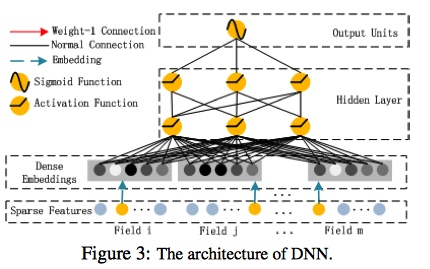 Weight-1 Connection
Normal Connection
Embedding
Sigmoid Function
Activation Function
Output Units
Hidden Layer
Dense
Embeddings
...
Sparse Features
... ... ... ... ...
Field i Field j ... Field m
Figure 3: The architecture of DNN.